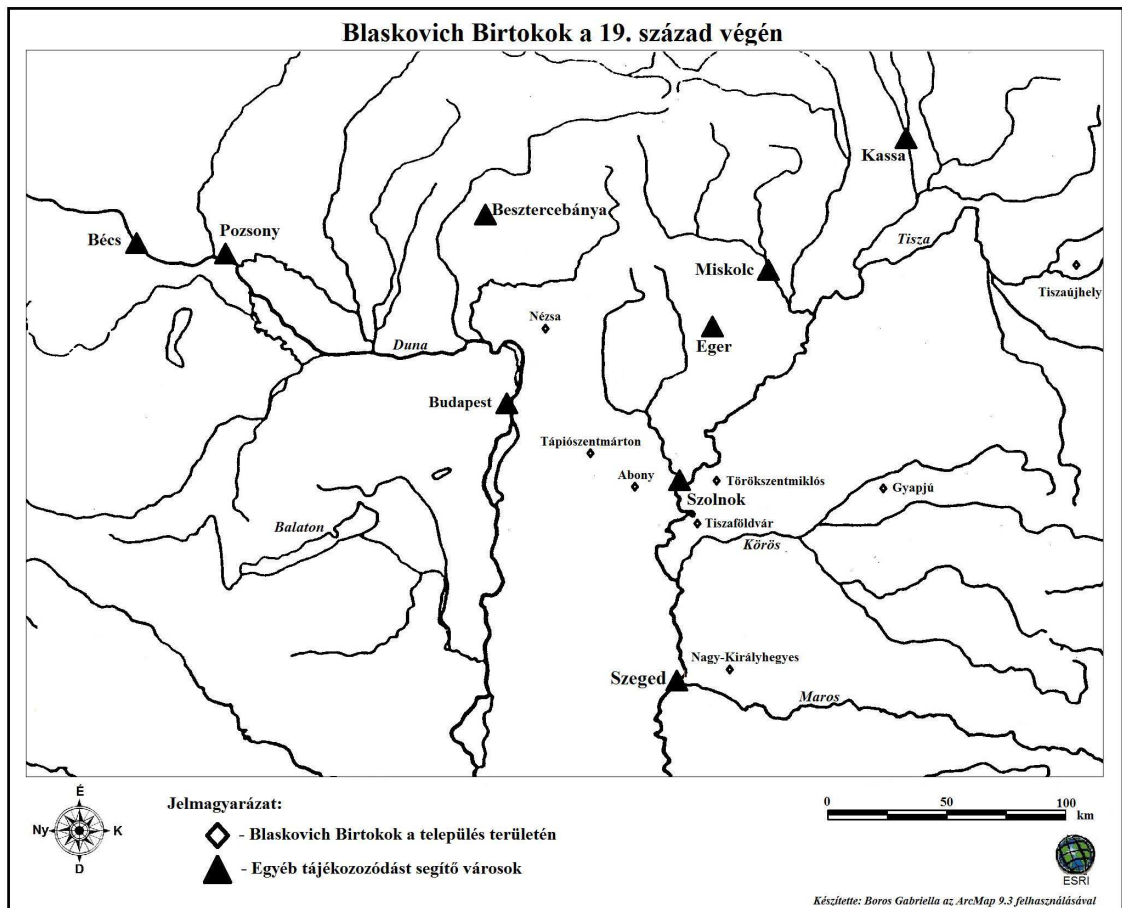 Blaskovich Birtokok a 19. század végén
Kassa
Besztercebánya
Bécs
Pozsony
Tisza
Miskolc
Tiszaújhely
Nézsa
Duna
Eger
Budapest
Tápiószentmárton
Abony
Törökszentmiklós
Szolnok
Gyapjú
Balaton
Tiszaföldvár
Körös
Nagy-Királyhegyes
Szeged
Maros
É
Ny
K
D
Jelmagyarázat:
- Blaskovich Birtokok a település területén
- Egyéb tájékozozódást segítő városok
0 50 100
km
ESRI
Készítette: Boros Gabriella az ArcMap 9.3 felhasználásával